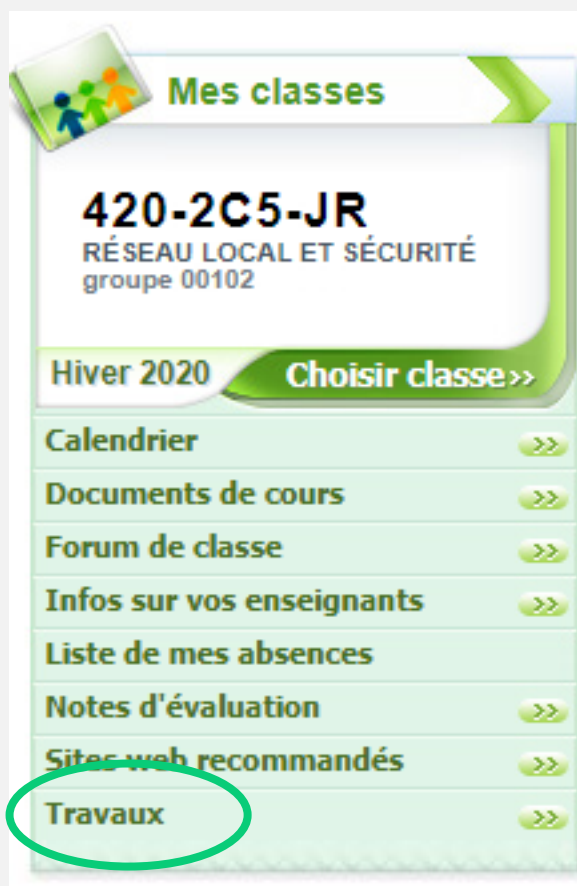 Mes classes
420-2C5-JR
RÉSEAU LOCAL ET SÉCURITÉ
groupe 00102
Hiver 2020 Choisir classe>>
Calendrier >>
Documents de cours >>
Forum de classe >>
Infos sur vos enseignants >>
Liste de mes absences
Notes d'évaluation >>
Sites web recommandés >>
Travaux >>